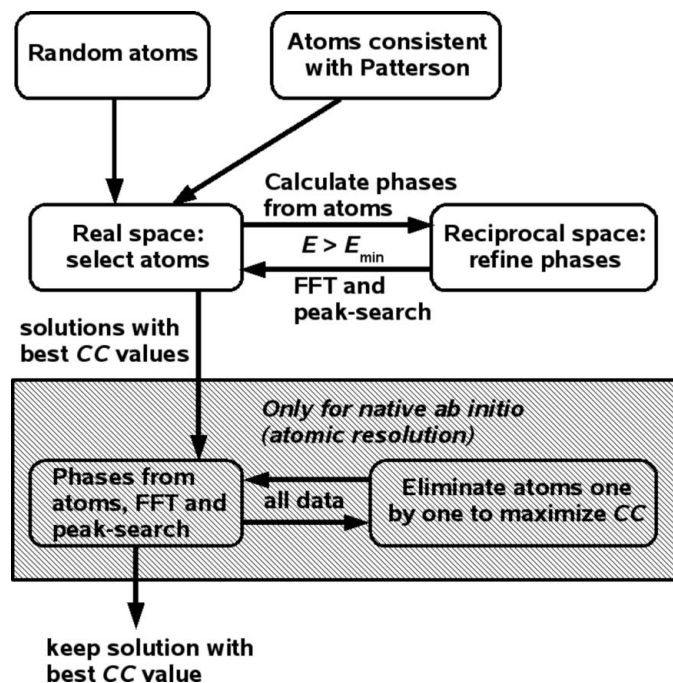 Random atoms
Atoms consistent
with Patterson
Calculate phases
from atoms
Real space:
select atoms
E > Emin
Reciprocal space:
refine phases
FFT and
peak-search
solutions with
best CC values
Only for native ab initio
(atomic resolution)
Phases from
atoms, FFT and
peak-search
all data
Eliminate atoms one
by one to maximize CC
keep solution with
best CC value